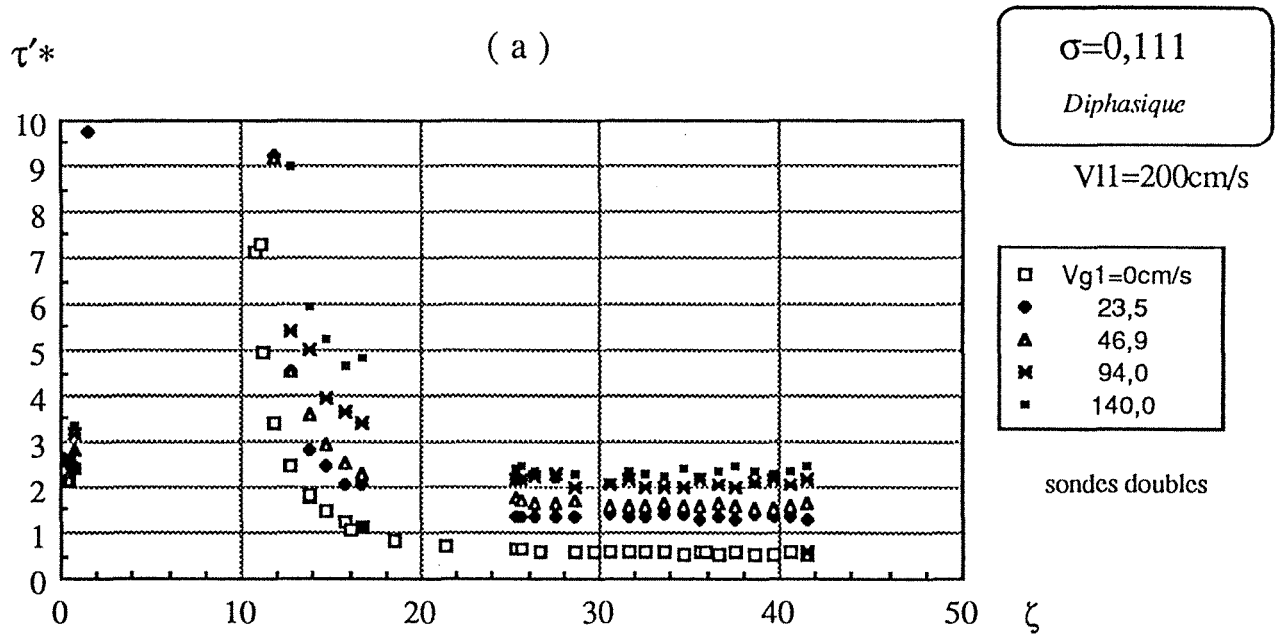 ( a )
τ′*
σ=0,111
Diphasique
Vl1=200cm/s
10
9
8
7
6
5
4
3
2
1
0
0 10 20 30 40 50 ζ
Vg1=0cm/s
23,5
46,9
94,0
140,0
sondes doubles